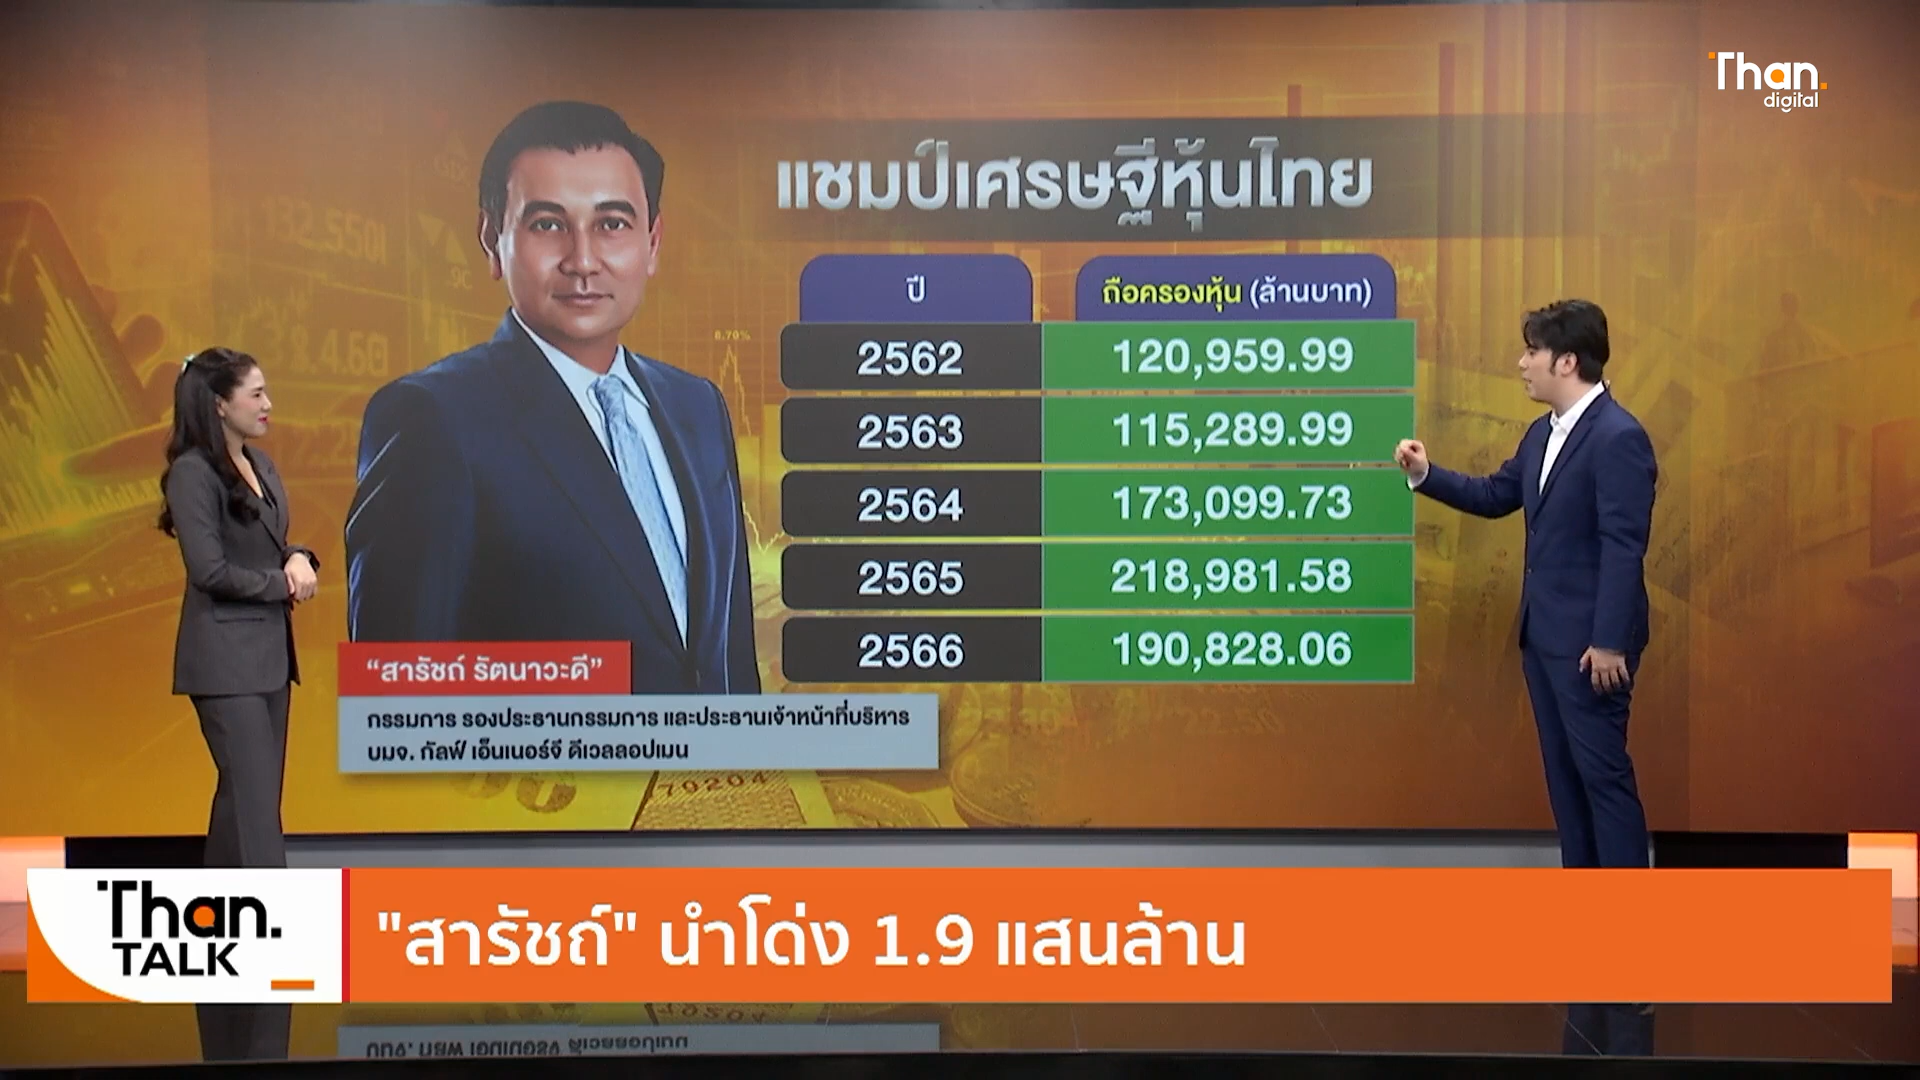 Than.
digital
แชมป์เศรษฐีหุ้นไทย
ปี ถือครองหุ้น (ล้านบาท)
2562 120,959.99
2563 115,289.99
2564 173,099.73
2565 218,981.58
2566 190,828.06
“สารัชถ์ รัตนาวะดี”
กรรมการ รองประธานกรรมการ และประธานเจ้าหน้าที่บริหาร
บมจ. กัลฟ์ เอ็นเนอร์จี ดีเวลลอปเมน
132.550
8.70%
70204
Than.
TALK
"สารัชถ์" นำโด่ง 1.9 แสนล้าน